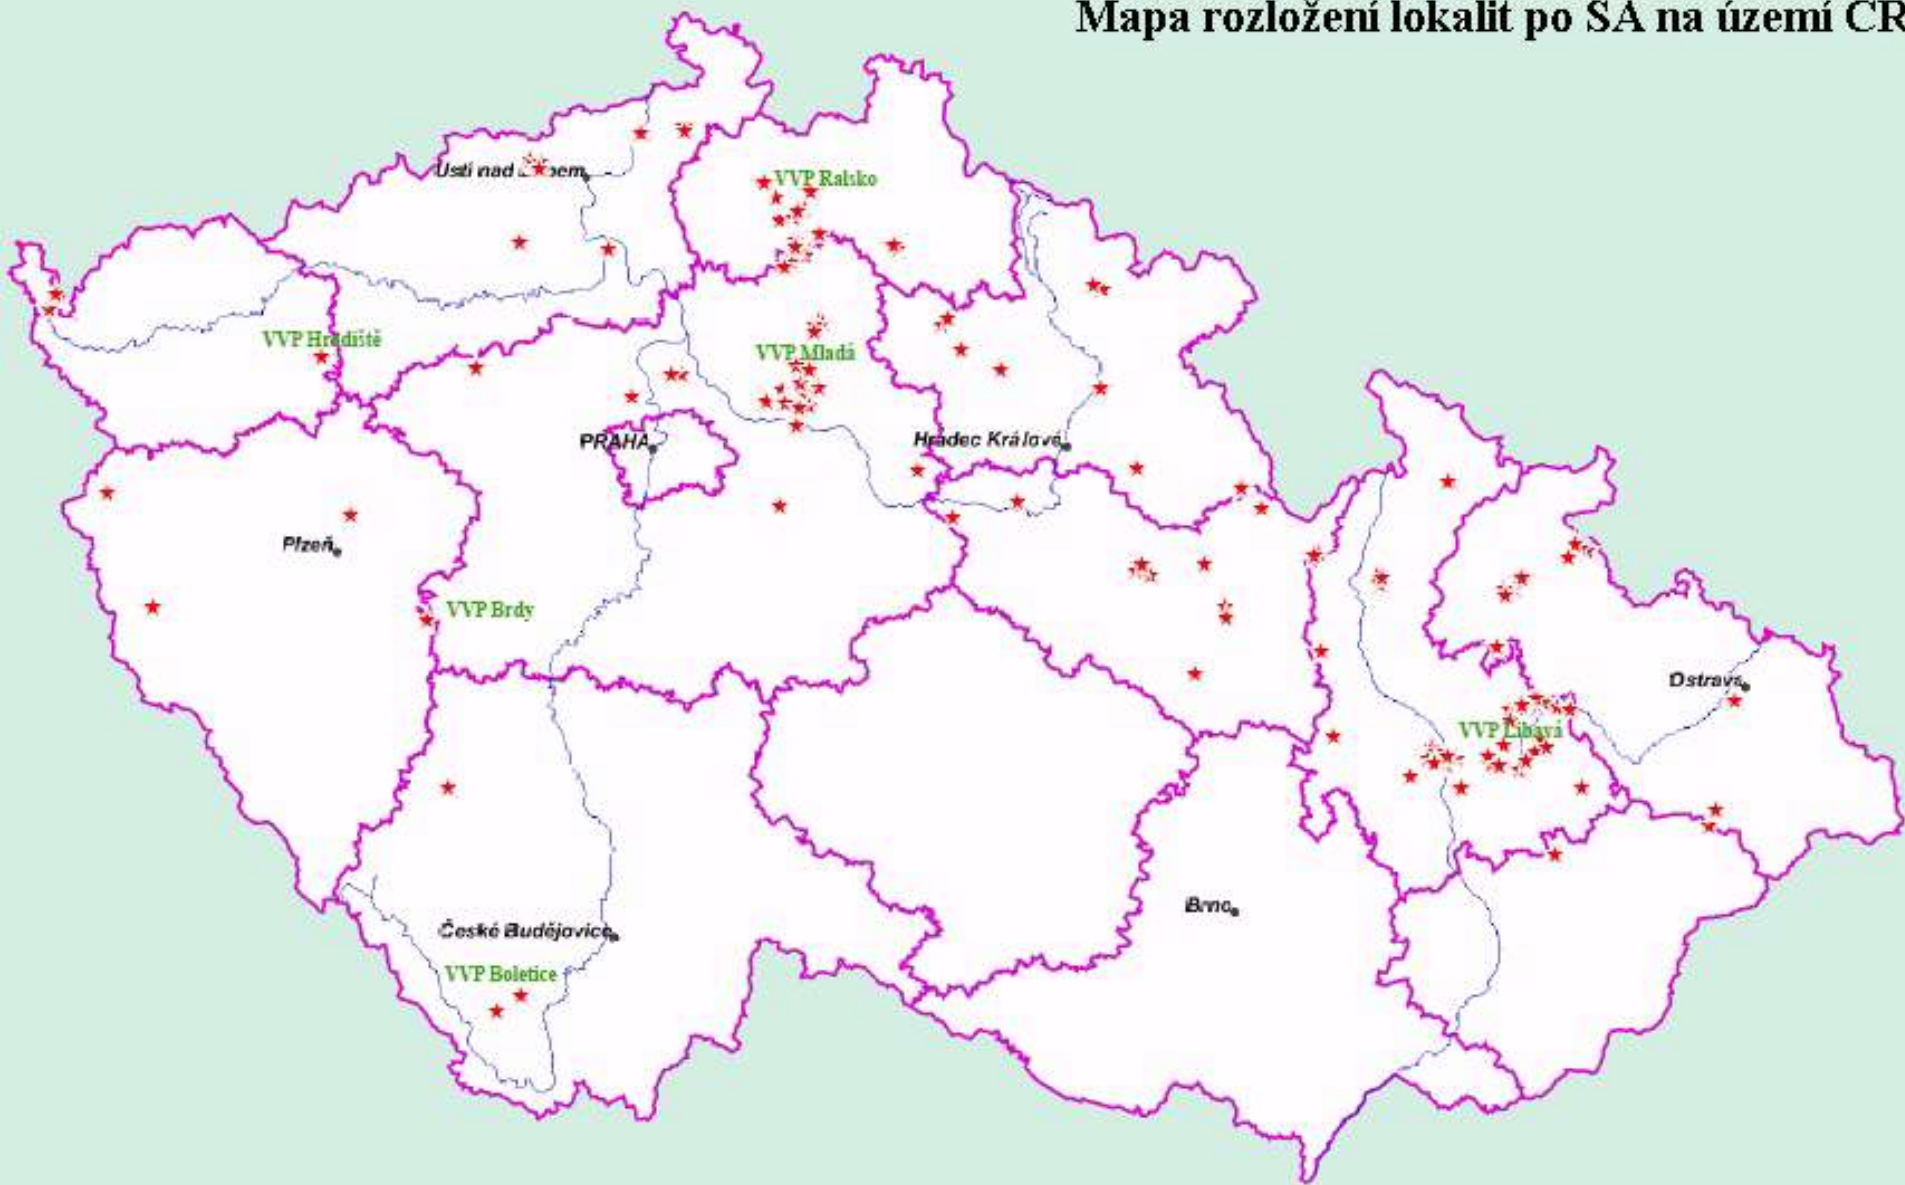 Mapa rozložení lokalit po SA na území ČR
Ústí nad
VVP Ralsko
VVP Hradiště
VVP Mladá
PRAHA
Hradec Králové
Plzeň
VVP Brdy
Ostrava
VVP Libavá
Brno
České Budějovice
VVP Boletice